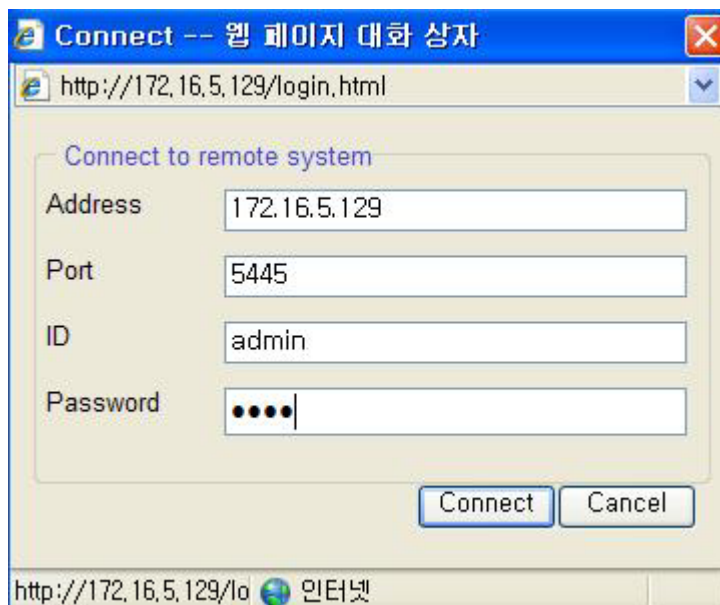 Connect -- 웹 페이지 대화 상자
http://172.16.5.129/login.html
Connect to remote system
Address 172.16.5.129
Port 5445
ID admin
Password ●●●●
Connect Cancel
http://172.16.5.129/lo 인터넷